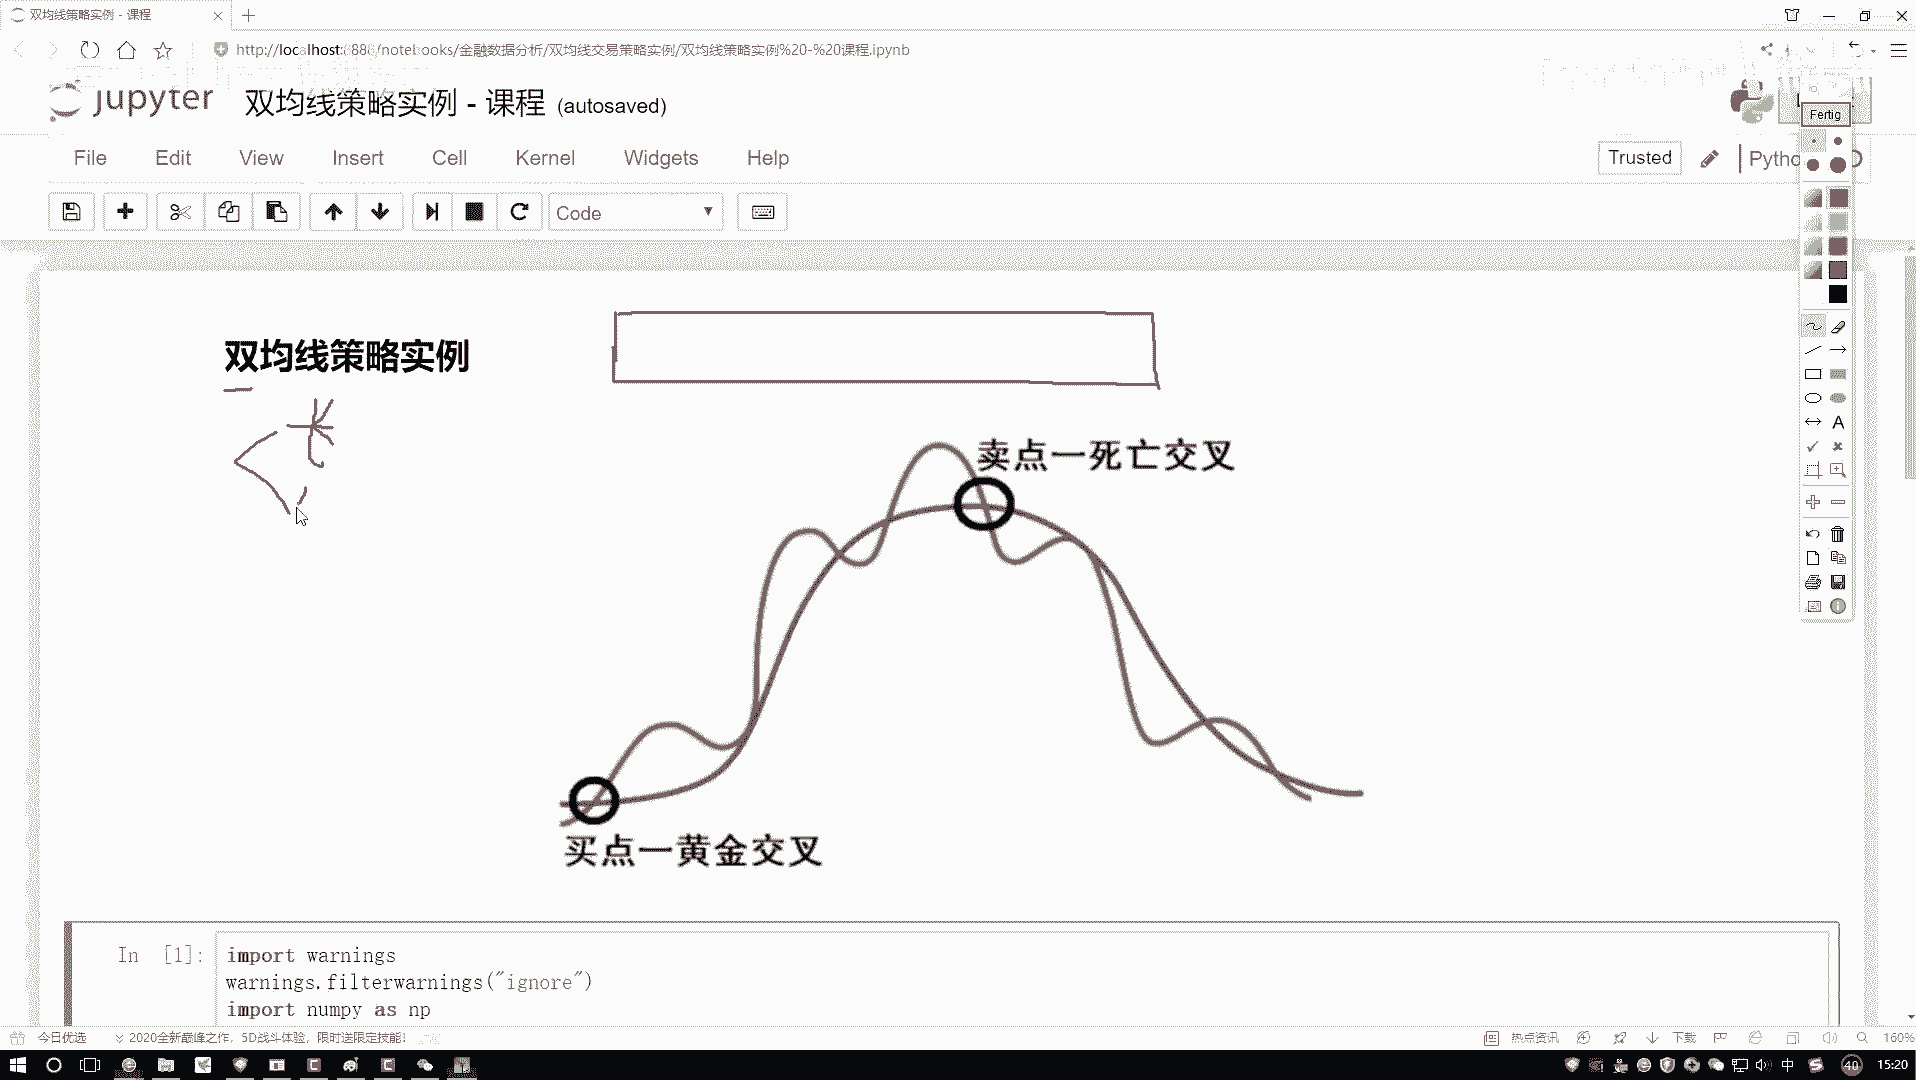 双均线策略实例 - 课程
http://localhost:888/notebooks/金融数据分析/双均线交易策略实例/双均线策略实例%20-%20课程.ipynb
jupyter 双均线策略实例 - 课程 (autosaved)
Fertig
File Edit View Insert Cell Kernel Widgets Help
Trusted
Code
双均线策略实例
长
卖点一死亡交叉
买点一黄金交叉
In [1]: import warnings
warnings.filterwarnings("ignore")
import numpy as np
今日优选 2020全新巅峰之作，5D战斗体验，限时送限定技能！
热点资讯 下载 160%
中 40 15:20